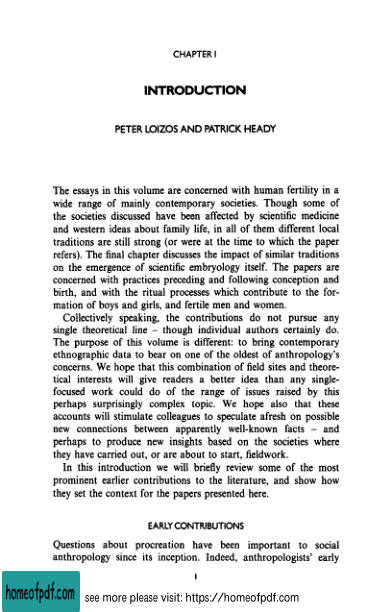 CHAPTER I
INTRODUCTION
PETER LOIZOS AND PATRICK HEADY
The essays in this volume are concerned with human fertility in a
wide range of mainly contemporary societies. Though some of
the societies discussed have been affected by scientific medicine
and western ideas about family life, in all of them different local
traditions are still strong (or were at the time to which the paper
refers). The final chapter discusses the impact of similar traditions
on the emergence of scientific embryology itself. The papers are
concerned with practices preceding and following conception and
birth, and with the ritual processes which contribute to the for-
mation of boys and girls, and fertile men and women.
Collectively speaking, the contributions do not pursue any
single theoretical line – though individual authors certainly do.
The purpose of this volume is different: to bring contemporary
ethnographic data to bear on one of the oldest of anthropology's
concerns. We hope that this combination of field sites and theore-
tical interests will give readers a better idea than any single-
focused work could do of the range of issues raised by this
perhaps surprisingly complex topic. We hope also that these
accounts will stimulate colleagues to speculate afresh on possible
new connections between apparently well-known facts – and
perhaps to produce new insights based on the societies where
they have carried out, or are about to start, fieldwork.
In this introduction we will briefly review some of the most
prominent earlier contributions to the literature, and show how
they set the context for the papers presented here.
EARLY CONTRIBUTIONS
Questions about procreation have been important to social
anthropology since its inception. Indeed, anthropologists' early
1
homeofpdf.com
see more please visit: https://homeofpdf.com